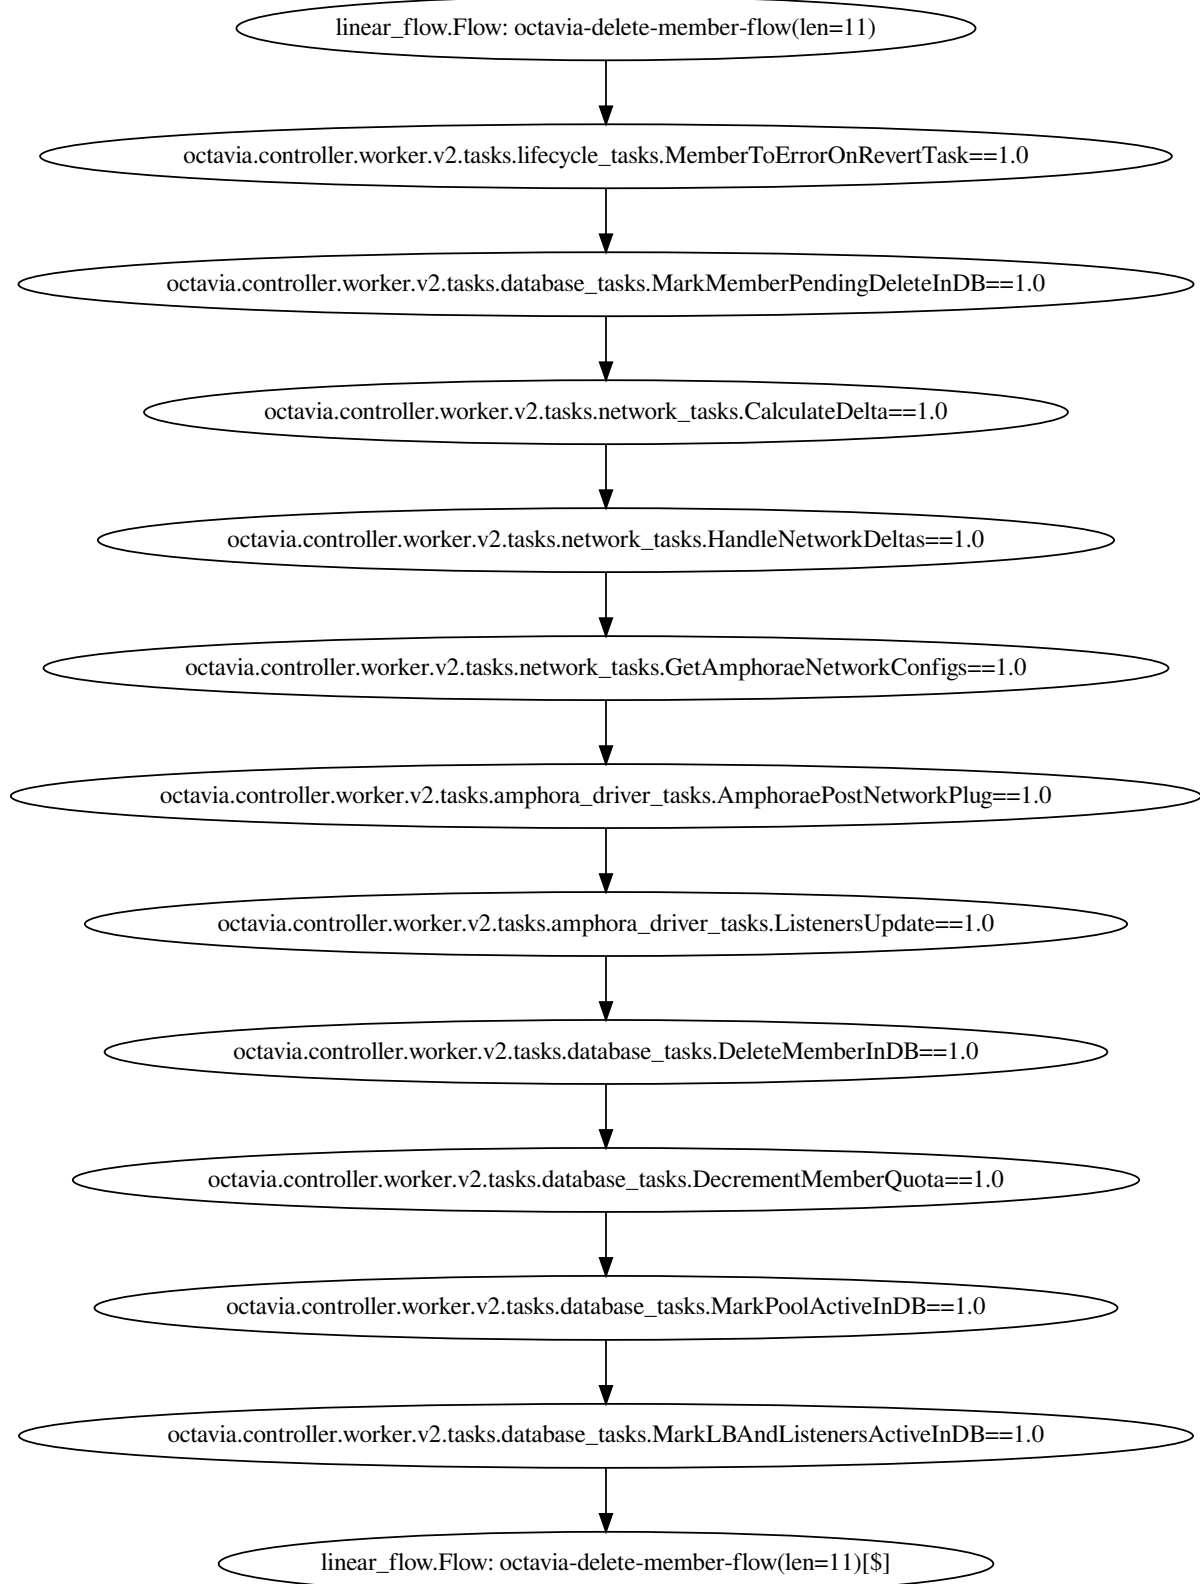 linear_flow.Flow: octavia-delete-member-flow(len=11)
octavia.controller.worker.v2.tasks.lifecycle_tasks.MemberToErrorOnRevertTask==1.0
octavia.controller.worker.v2.tasks.database_tasks.MarkMemberPendingDeleteInDB==1.0
octavia.controller.worker.v2.tasks.network_tasks.CalculateDelta==1.0
octavia.controller.worker.v2.tasks.network_tasks.HandleNetworkDeltas==1.0
octavia.controller.worker.v2.tasks.network_tasks.GetAmphoraeNetworkConfigs==1.0
octavia.controller.worker.v2.tasks.amphora_driver_tasks.AmphoraePostNetworkPlug==1.0
octavia.controller.worker.v2.tasks.amphora_driver_tasks.ListenersUpdate==1.0
octavia.controller.worker.v2.tasks.database_tasks.DeleteMemberInDB==1.0
octavia.controller.worker.v2.tasks.database_tasks.DecrementMemberQuota==1.0
octavia.controller.worker.v2.tasks.database_tasks.MarkPoolActiveInDB==1.0
octavia.controller.worker.v2.tasks.database_tasks.MarkLBAndListenersActiveInDB==1.0
linear_flow.Flow: octavia-delete-member-flow(len=11)[$]